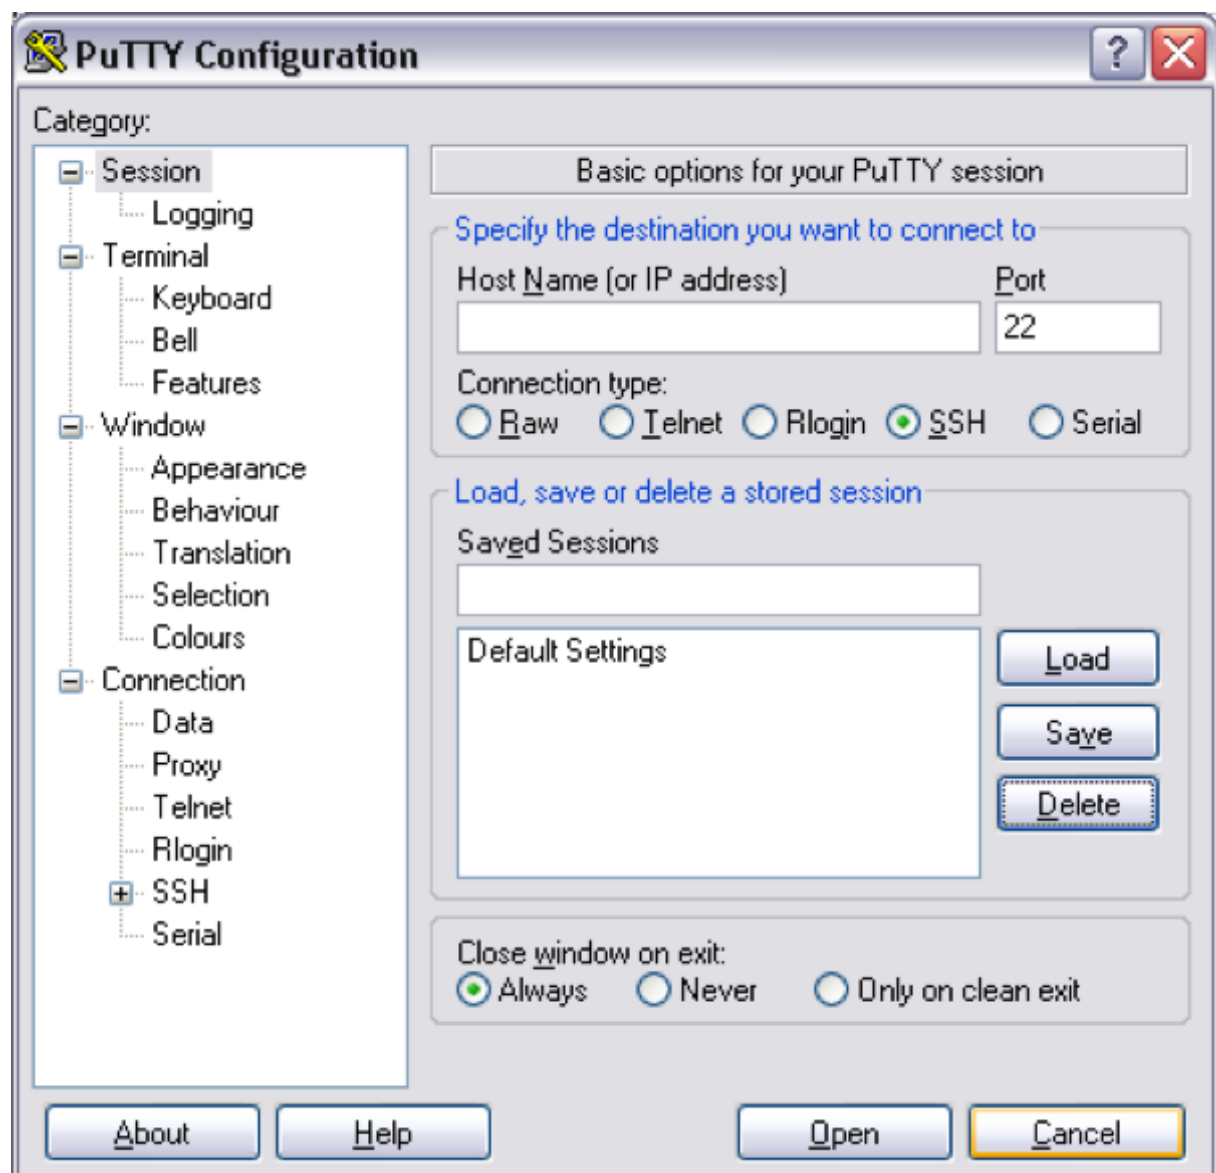 PuTTY Configuration
?
Category:
Session
Logging
Terminal
Keyboard
Bell
Features
Window
Appearance
Behaviour
Translation
Selection
Colours
Connection
Data
Proxy
Telnet
Rlogin
SSH
Serial
Basic options for your PuTTY session
Specify the destination you want to connect to
Host Name (or IP address) Port
22
Connection type:
Raw Telnet Rlogin SSH Serial
Load, save or delete a stored session
Saved Sessions
Default Settings
Load
Save
Delete
Close window on exit:
Always Never Only on clean exit
About Help Open Cancel